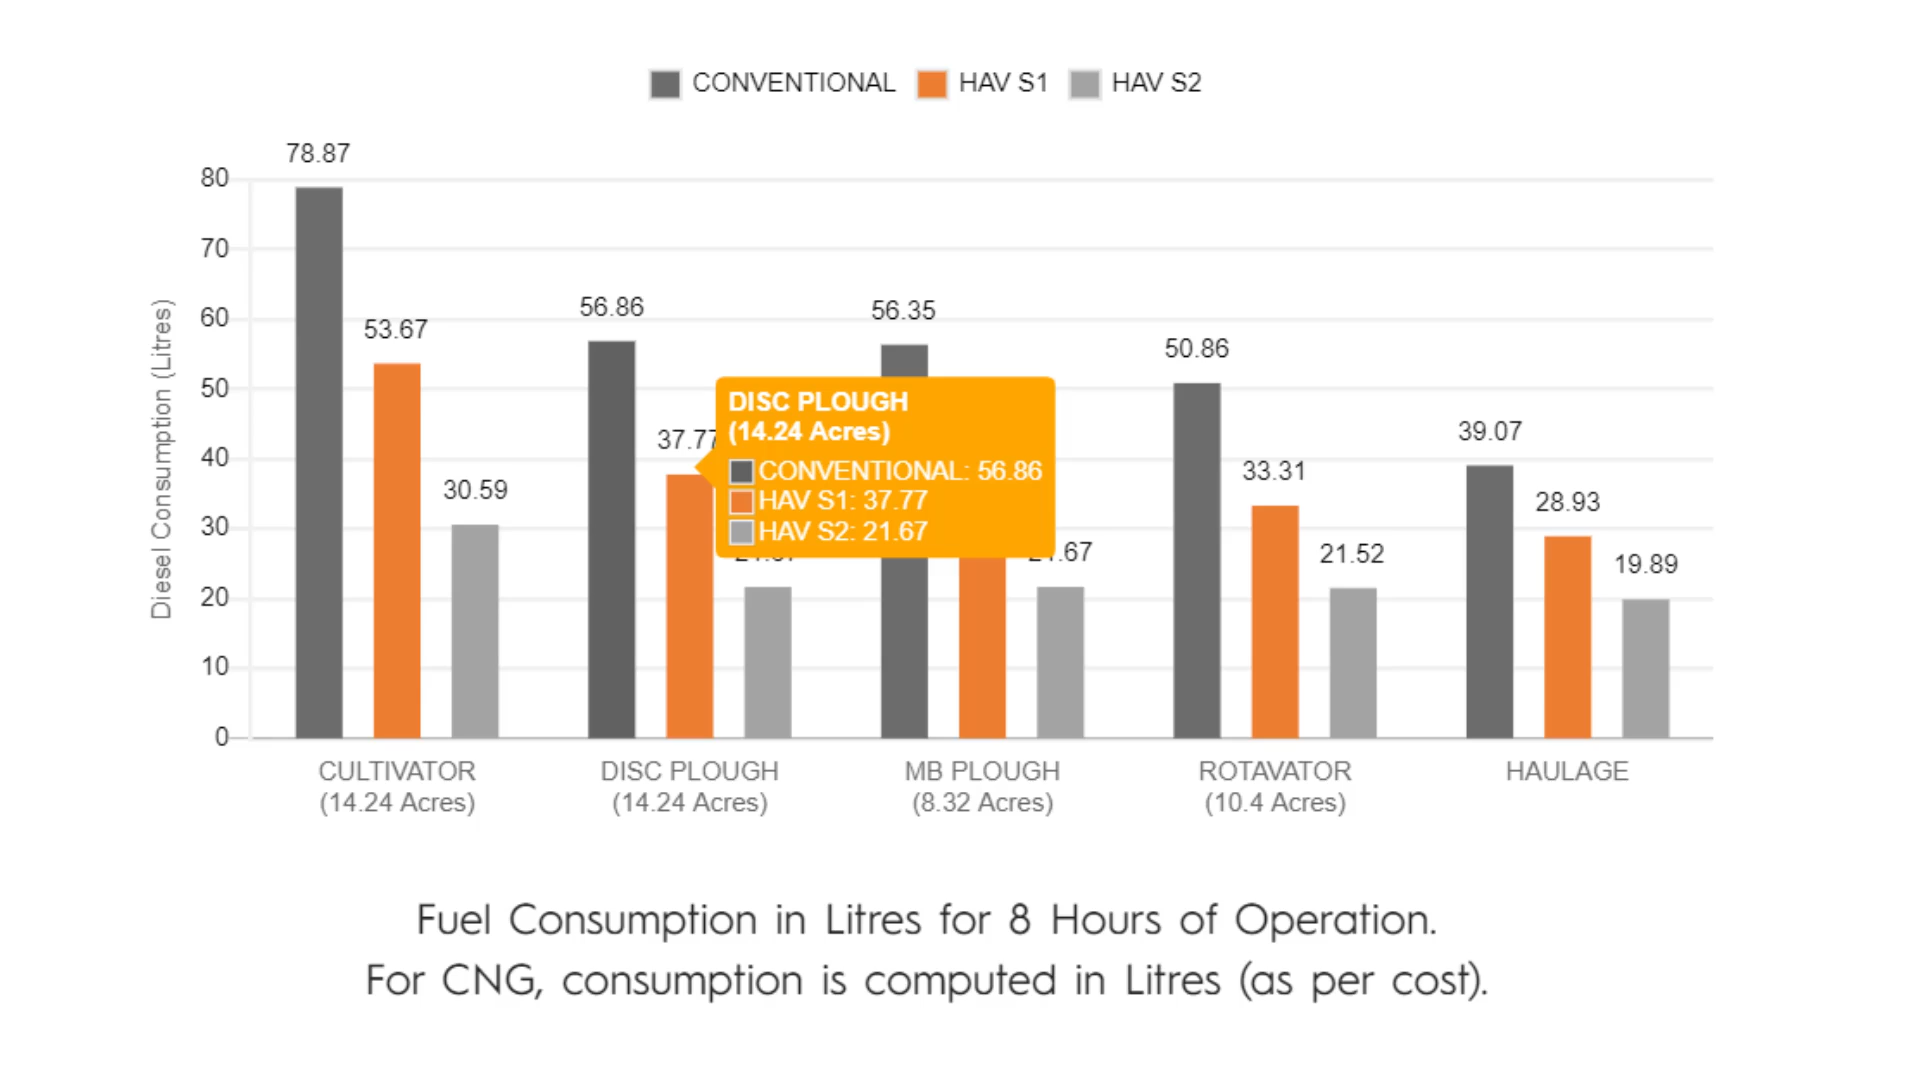 CONVENTIONAL HAV S1 HAV S2
Diesel Consumption (Litres)
80
70
60
50
40
30
20
10
0
78.87
53.67
30.59
56.86
37.77
56.35
50.86
33.31
21.52
39.07
28.93
19.89
DISC PLOUGH
(14.24 Acres)
CONVENTIONAL: 56.86
HAV S1: 37.77
HAV S2: 21.67
CULTIVATOR
(14.24 Acres)
DISC PLOUGH
(14.24 Acres)
MB PLOUGH
(8.32 Acres)
ROTAVATOR
(10.4 Acres)
HAULAGE
Fuel Consumption in Litres for 8 Hours of Operation.
For CNG, consumption is computed in Litres (as per cost).